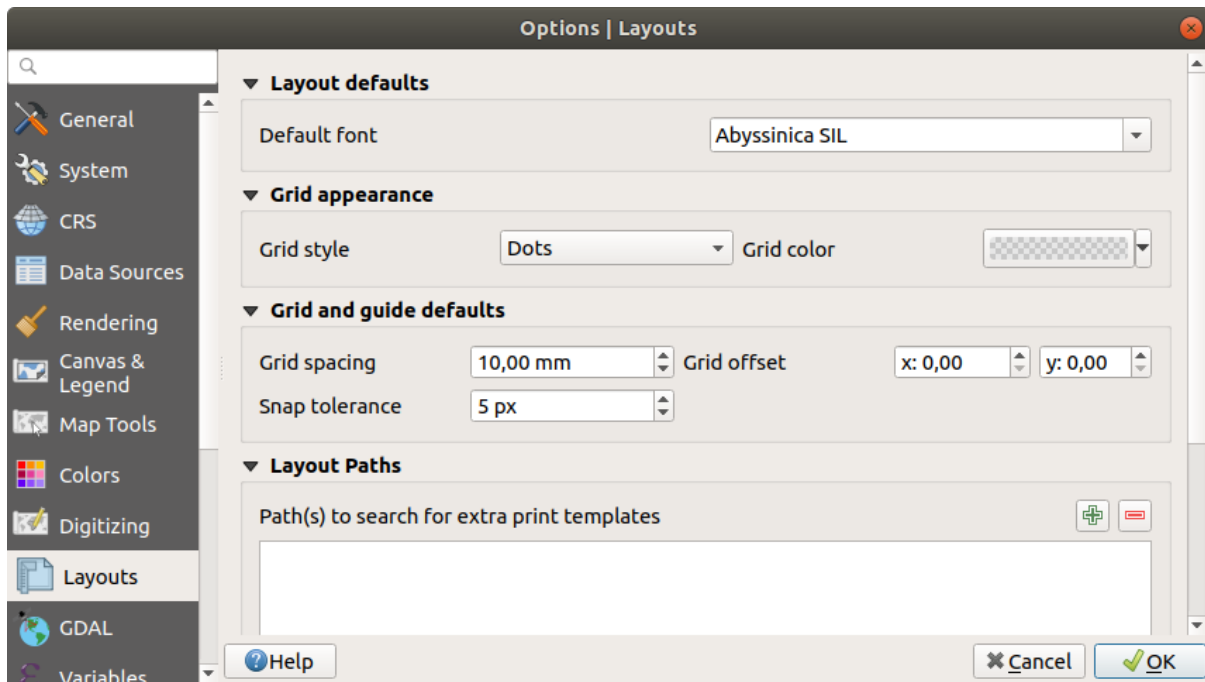 Options | Layouts
General
System
CRS
Data Sources
Rendering
Canvas &
Legend
Map Tools
Colors
Digitizing
Layouts
GDAL
Variables
Layout defaults
Default font Abyssinica SIL
Grid appearance
Grid style Dots Grid color
Grid and guide defaults
Grid spacing 10,00 mm Grid offset x: 0,00 y: 0,00
Snap tolerance 5 px
Layout Paths
Path(s) to search for extra print templates
Help Cancel OK